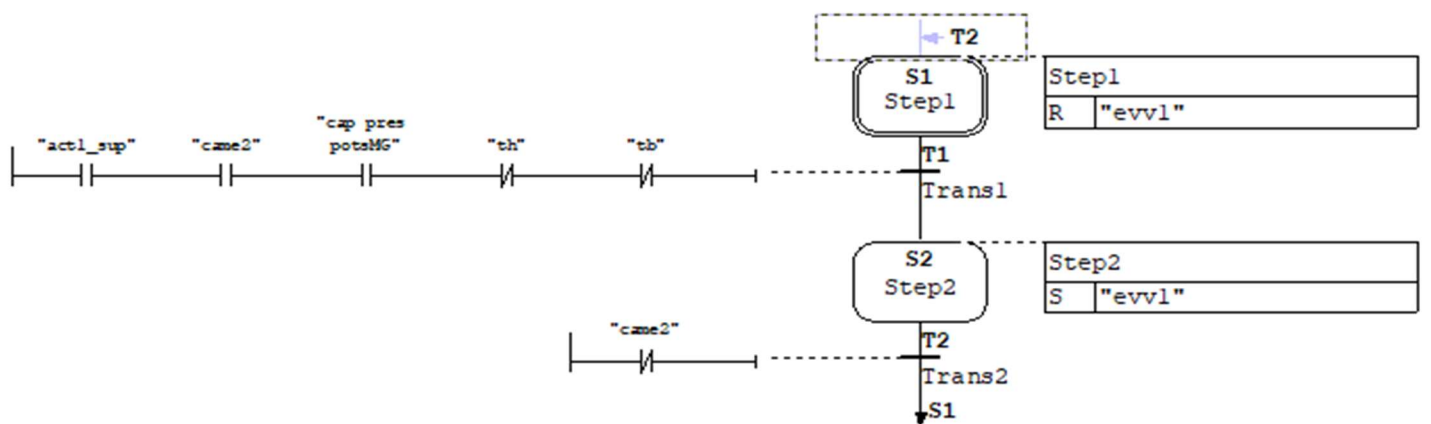 T2
S1
Step1
Step1
R "evv1"
"cap pres
"act1_sup" "came2" potsMG" "th" "tb"
T1
Trans1
S2
Step2
Step2
S "evv1"
"came2"
T2
Trans2
S1